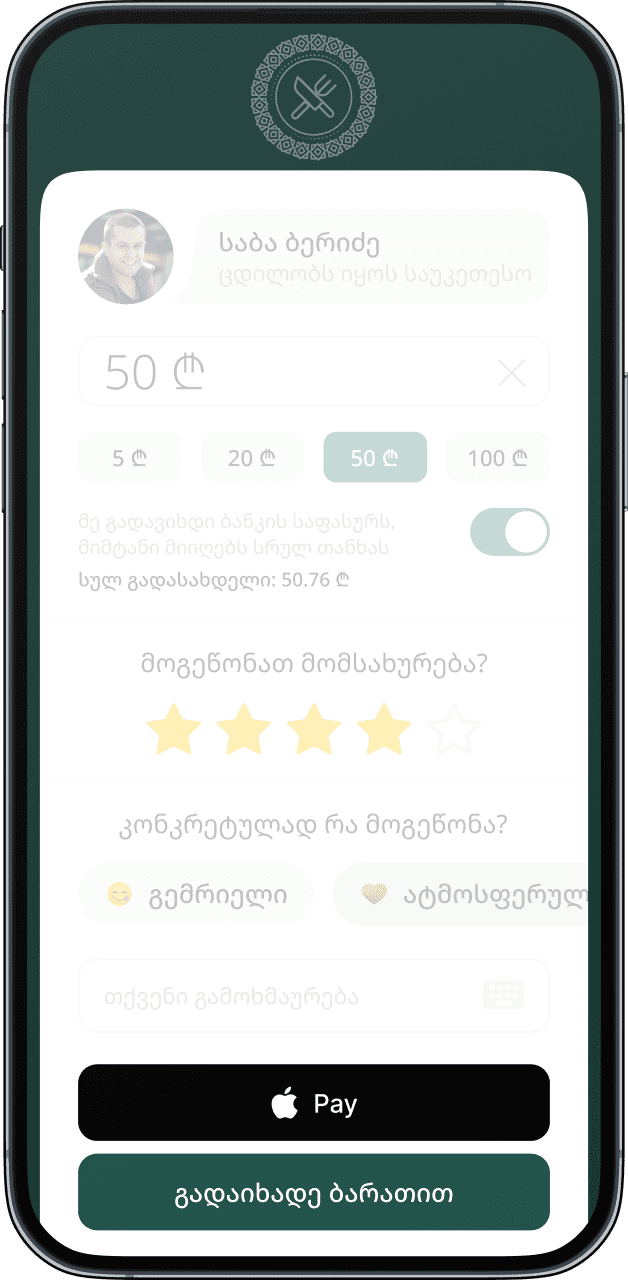 საბა ბერიძე
ცდილობს იყოს საუკეთესო
50 ₾
5 ₾ 20 ₾ 50 ₾ 100 ₾
მე გადავიხდი ბანკის საფასურს,
მიმტანი მიიღებს სრულ თანხას
სულ გადასახდელი: 50.76 ₾
მოგეწონათ მომსახურება?
კონკრეტულად რა მოგეწონა?
გემრიელი ატმოსფერულ
თქვენი გამოხმაურება
Pay
გადაიხადე ბარათით